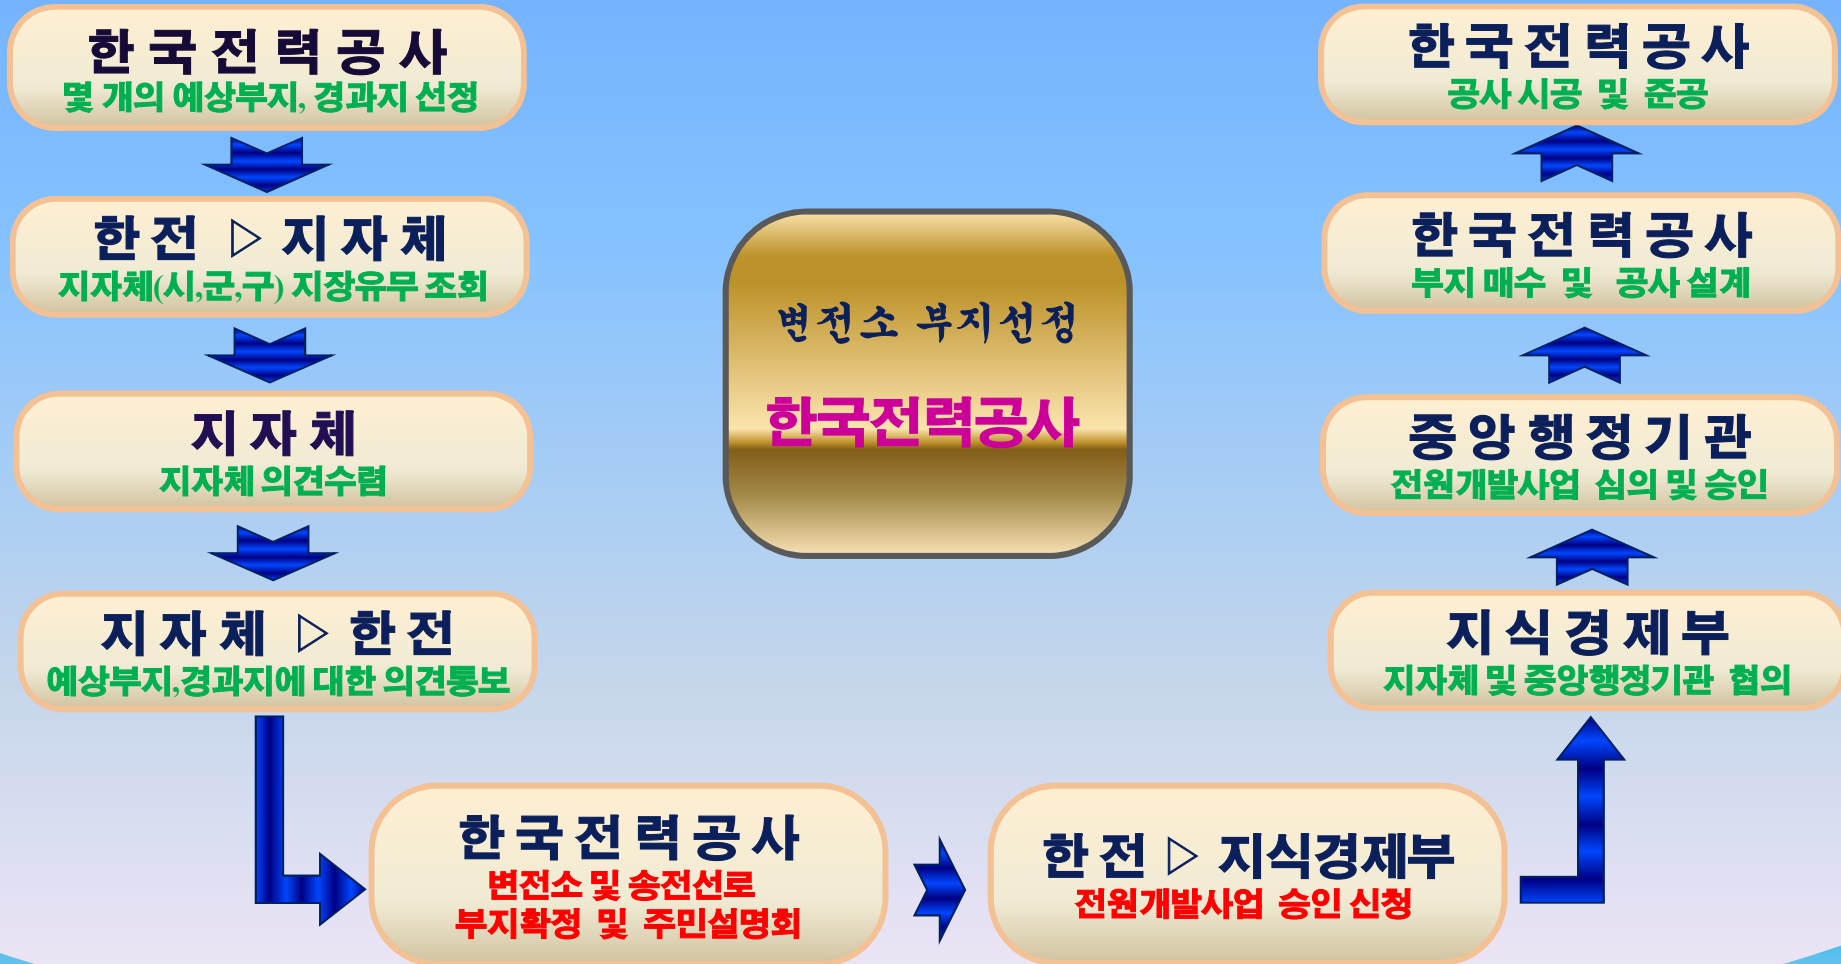 한국전력공사
몇 개의 예상부지, 경과지 선정
한전 ▷ 지자체
지자체(시,군,구) 지장유무 조회
지자체
지자체 의견수렴
지자체 ▷ 한전
예상부지,경과지에 대한 의견통보
한국전력공사
변전소 및 송전선로
부지확정 및 주민설명회
한전 ▷ 지식경제부
전원개발사업 승인 신청
지식경제부
지자체 및 중앙행정기관 협의
중앙행정기관
전원개발사업 심의 및 승인
한국전력공사
부지 매수 및 공사 설계
한국전력공사
공사 시공 및 준공
변전소 부지선정
한국전력공사